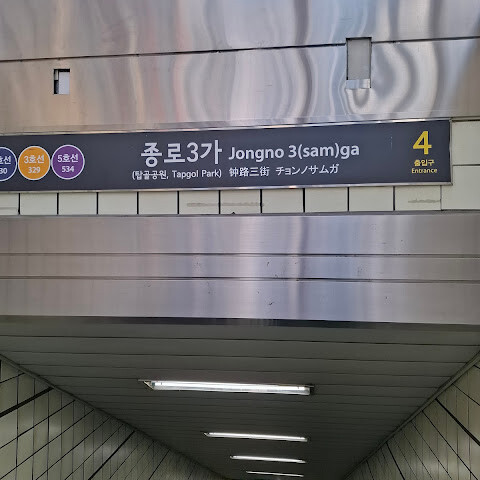 호선 3호선 5호선
30 329 534
종로3가 Jongno 3(sam)ga
(탑골공원, Tapgol Park) 钟路三街 チョンノサムガ
4
출입구
Entrance